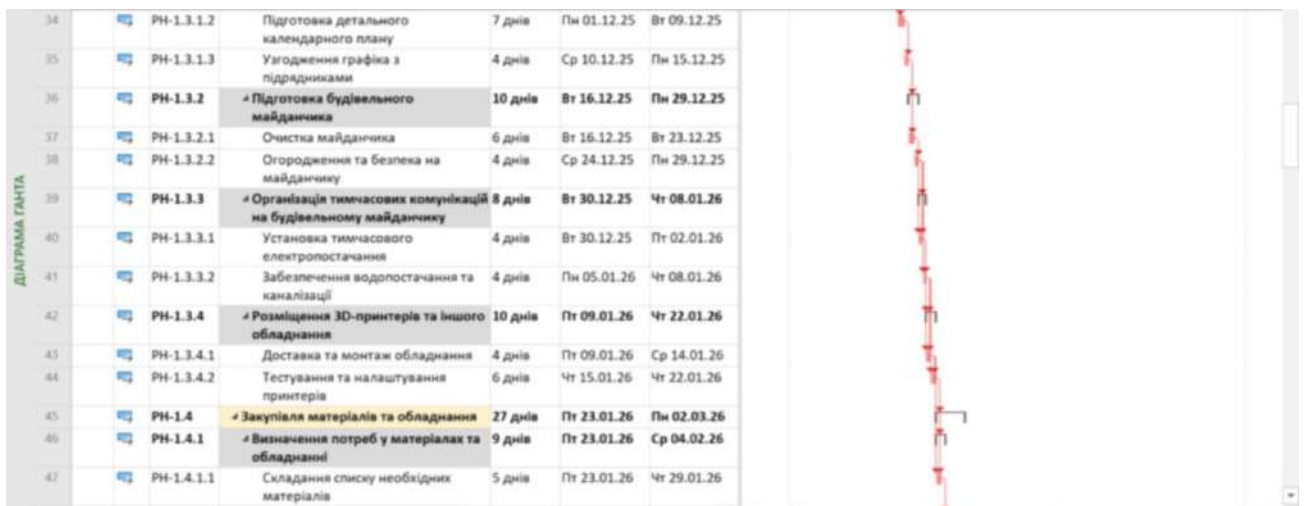 ДІАГРАМА ГАНТА
34 РН-1.3.1.2 Підготовка детального 7 днів Пн 01.12.25 Вт 09.12.25
календарного плану
35 РН-1.3.1.3 Узгодження графіка з 4 днів Ср 10.12.25 Пн 15.12.25
підрядниками
36 РН-1.3.2 Підготовка будівельного 10 днів Вт 16.12.25 Пн 29.12.25
майданчика
37 РН-1.3.2.1 Очистка майданчика 6 днів Вт 16.12.25 Вт 23.12.25
38 РН-1.3.2.2 Огородження та безпека на 4 днів Ср 24.12.25 Пн 29.12.25
майданчику
39 РН-1.3.3 Організація тимчасових комунікацій 8 днів Вт 30.12.25 Чт 08.01.26
на будівельному майданчику
40 РН-1.3.3.1 Установка тимчасового 4 днів Вт 30.12.25 Пт 02.01.26
електропостачання
41 РН-1.3.3.2 Забезпечення водопостачання та 4 днів Пн 05.01.26 Чт 08.01.26
каналізації
42 РН-1.3.4 Розміщення 3D-принтерів та іншого 10 днів Пт 09.01.26 Чт 22.01.26
обладнання
43 РН-1.3.4.1 Доставка та монтаж обладнання 4 днів Пт 09.01.26 Ср 14.01.26
44 РН-1.3.4.2 Тестування та налаштування 6 днів Чт 15.01.26 Чт 22.01.26
принтерів
45 РН-1.4 Закупівля матеріалів та обладнання 27 днів Пт 23.01.26 Пн 02.03.26
46 РН-1.4.1 Визначення потреб у матеріалах та 9 днів Пт 23.01.26 Ср 04.02.26
обладнанні
47 РН-1.4.1.1 Складання списку необхідних 5 днів Пт 23.01.26 Чт 29.01.26
матеріалів